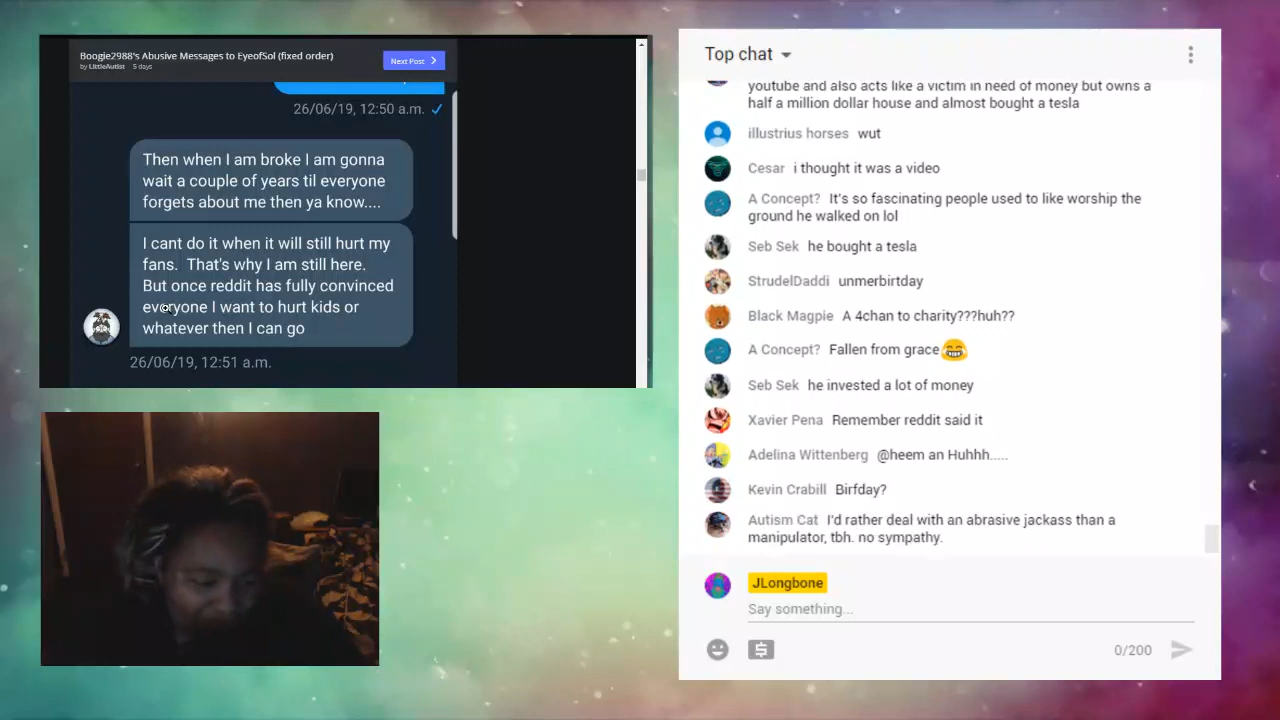 Boogie2988's Abusive Messages to EyeofSol (fixed order)
by LittleAutist 5 days
Next Post
26/06/19, 12:50 a.m.
Then when I am broke I am gonna
wait a couple of years til everyone
forgets about me then ya know....
I cant do it when it will still hurt my
fans. That's why I am still here.
But once reddit has fully convinced
everyone I want to hurt kids or
whatever then I can go
26/06/19, 12:51 a.m.
Top chat
youtube and also acts like a victim in need of money but owns a
half a million dollar house and almost bought a tesla
illustrius horses wut
Cesar i thought it was a video
A Concept? It's so fascinating people used to like worship the
ground he walked on lol
Seb Sek he bought a tesla
StrudelDaddi unmerbirtday
Black Magpie A 4chan to charity???huh??
A Concept? Fallen from grace
Seb Sek he invested a lot of money
Xavier Pena Remember reddit said it
Adelina Wittenberg @heem an Huhhh.....
Kevin Crabill Birfday?
Autism Cat I'd rather deal with an abrasive jackass than a
manipulator, tbh. no sympathy.
JLongbone
Say something...
0/200